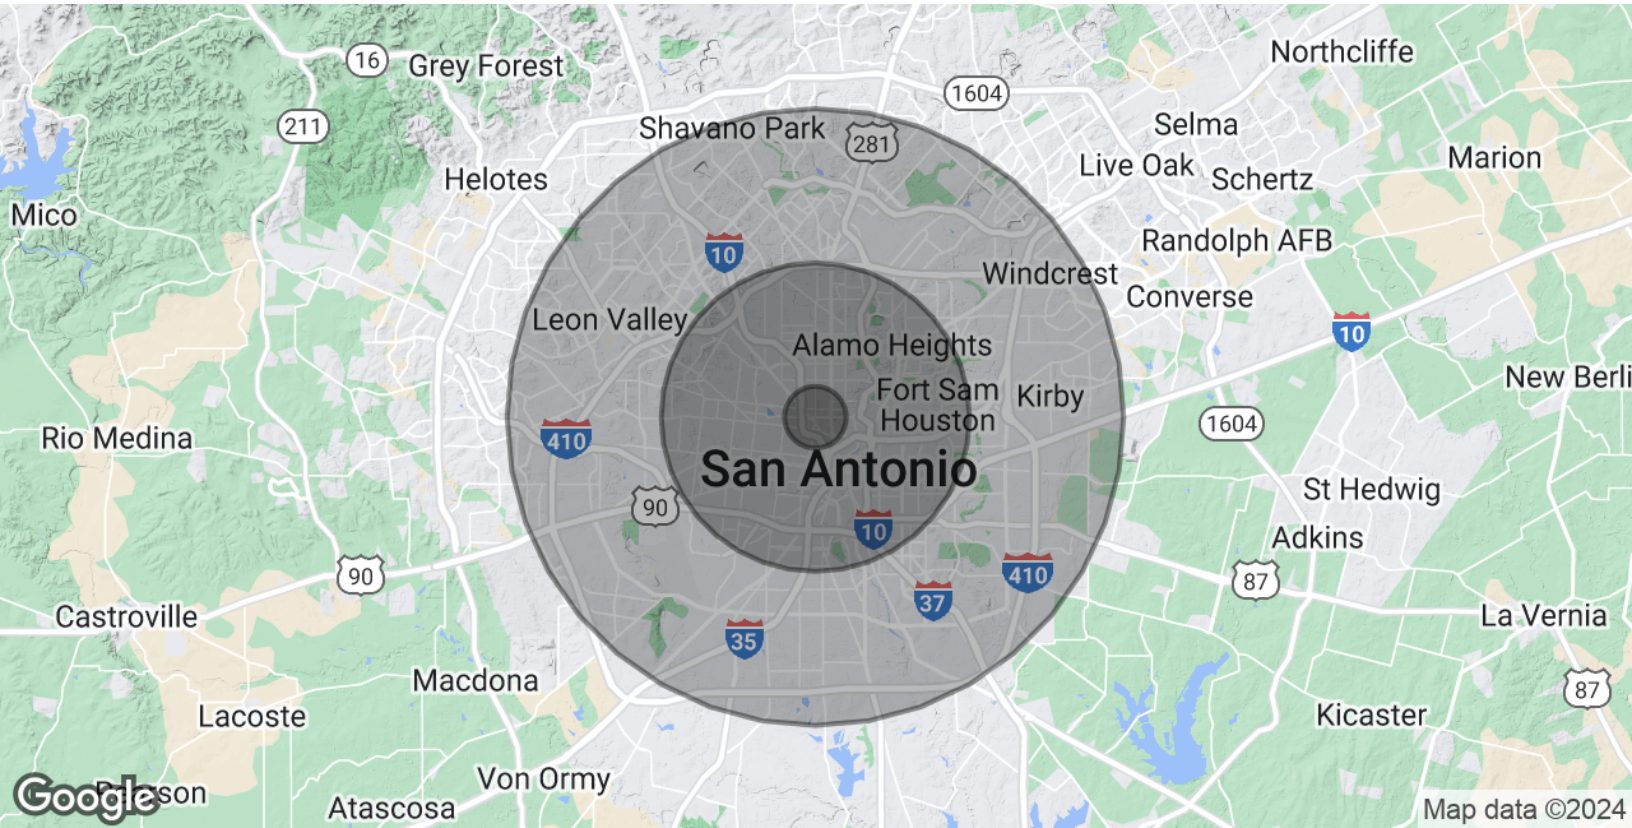 Northcliffe
16
Grey Forest
1604
211
Shavano Park
281
Selma
Marion
Live Oak
Schertz
Helotes
Mico
Randolph AFB
10
Windcrest
Converse
Leon Valley
10
Alamo Heights
New Berli
Fort Sam
Houston
Kirby
1604
Rio Medina
410
San Antonio
St Hedwig
90
10
Adkins
90
410
87
37
Castroville
La Vernia
35
Macdona
87
Lacoste
Kicaster
Von Ormy
Google
Atascosa
Map data ©2024